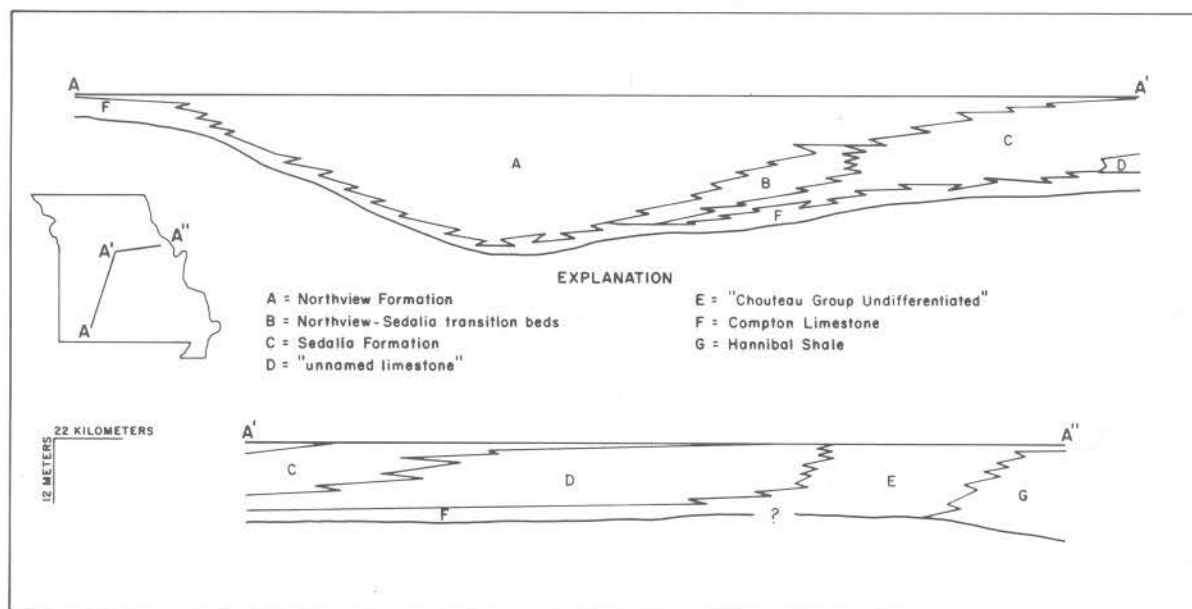 A A'
F
C
A
D
B
F
A' A"
A
EXPLANATION
A = Northview Formation
B = Northview-Sedalia transition beds
C = Sedalia Formation
D = "unnamed limestone"
E = "Chouteau Group Undifferentiated"
F = Compton Limestone
G = Hannibal Shale
22 KILOMETERS
12 METERS
A' A"
C
D
E
G
F
?